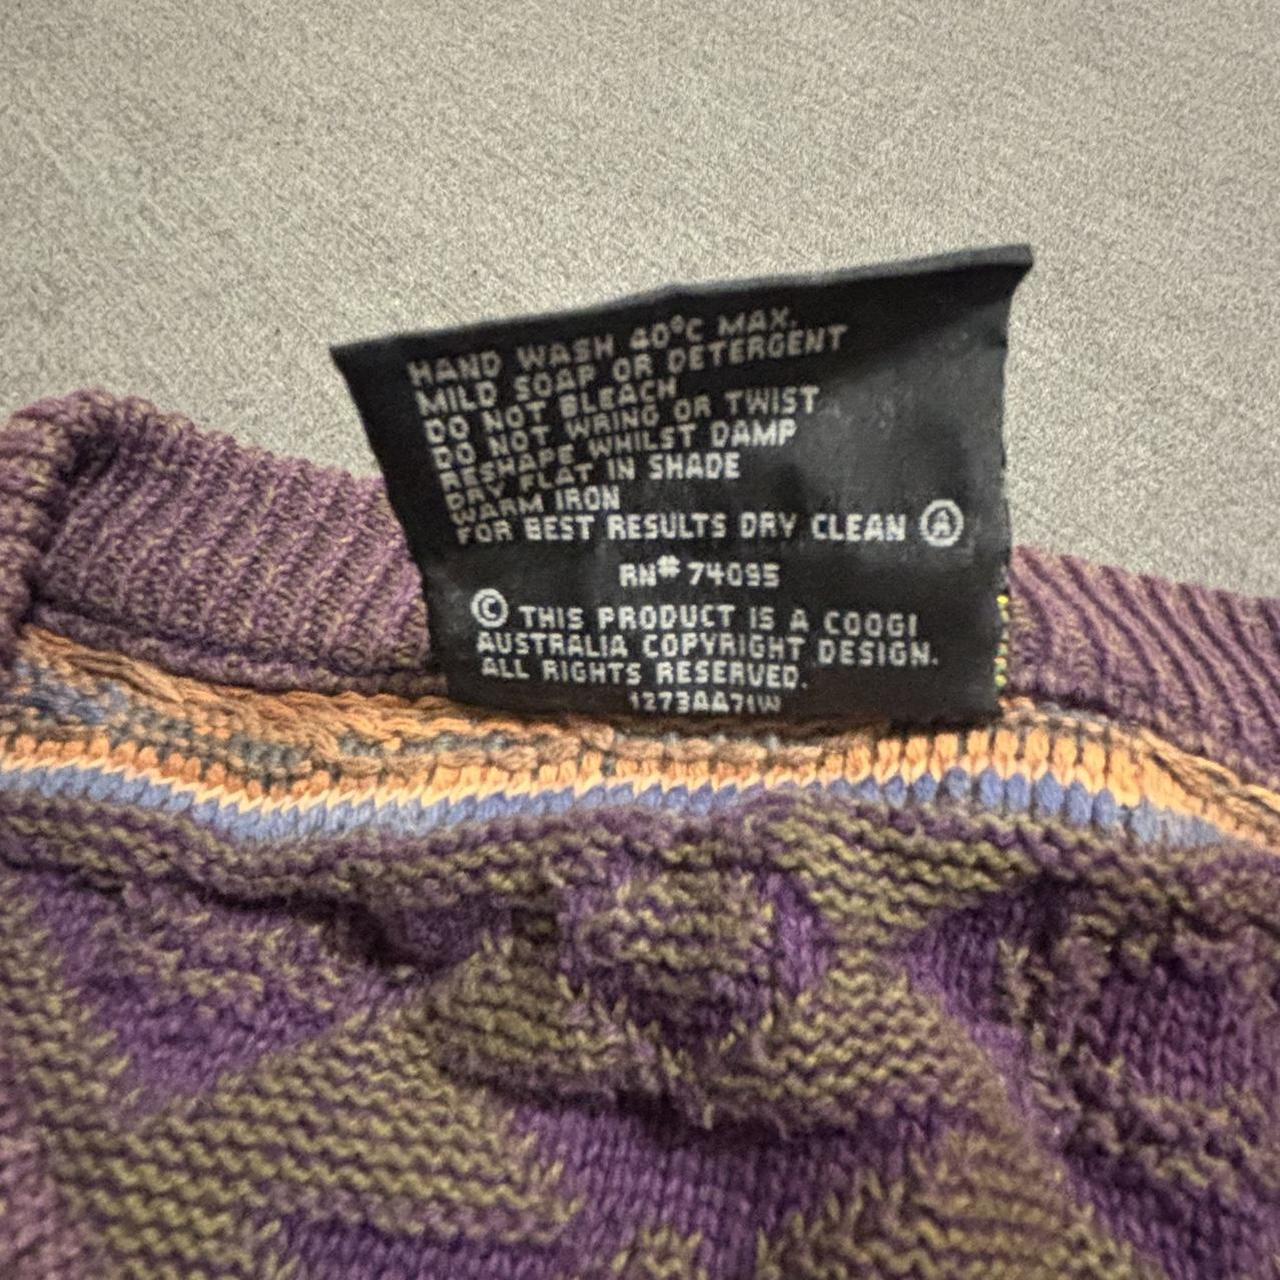 HAND WASH 40°C MAX.
MILD SOAP OR DETERGENT
DO NOT BLEACH
DO NOT WRING OR TWIST
RESHAPE WHILST DAMP
DRY FLAT IN SHADE
WARM IRON
FOR BEST RESULTS DRY CLEAN Ⓐ
RN# 74095
© THIS PRODUCT IS A COOGI
AUSTRALIA COPYRIGHT DESIGN.
ALL RIGHTS RESERVED.